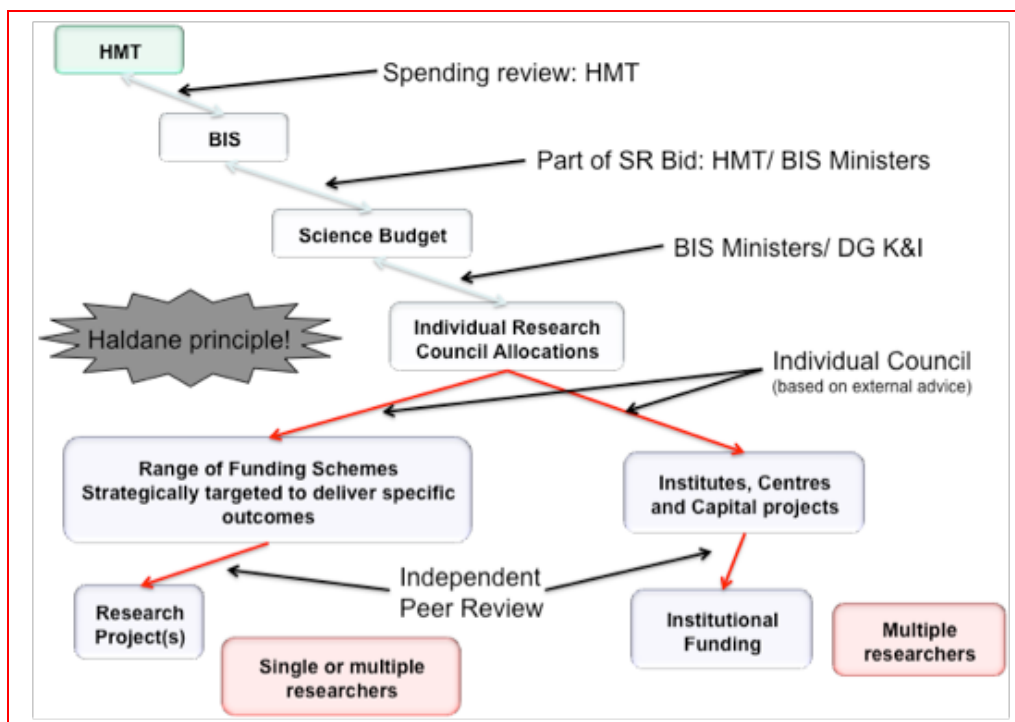 HMT
Spending review: HMT
BIS
Part of SR Bid: HMT/ BIS Ministers
Science Budget
BIS Ministers/ DG K&I
Haldane principle!
Individual Research
Council Allocations
Individual Council
(based on external advice)
Range of Funding Schemes
Strategically targeted to deliver specific
outcomes
Institutes, Centres
and Capital projects
Independent
Peer Review
Research
Project(s)
Institutional
Funding
Single or multiple
researchers
Multiple
researchers